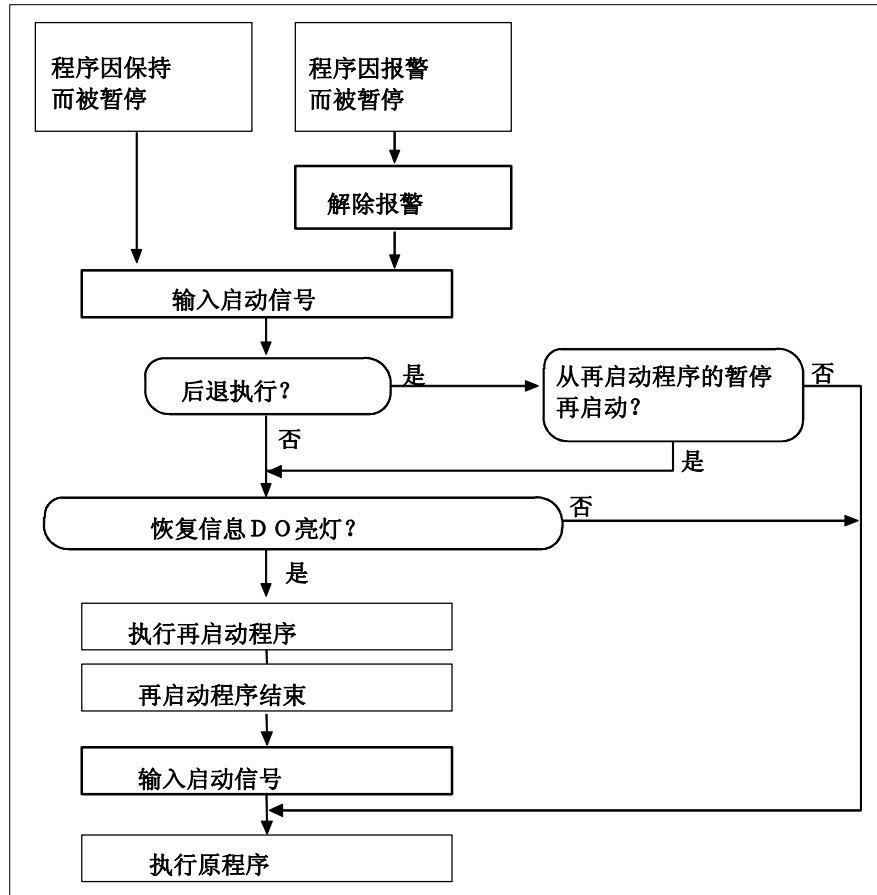 程序因保持
而被暂停
程序因报警
而被暂停
解除报警
输入启动信号
后退执行?
是
从再启动程序的暂停
再启动?
否
否
是
恢复信息ＤＯ亮灯?
否
是
执行再启动程序
再启动程序结束
输入启动信号
执行原程序